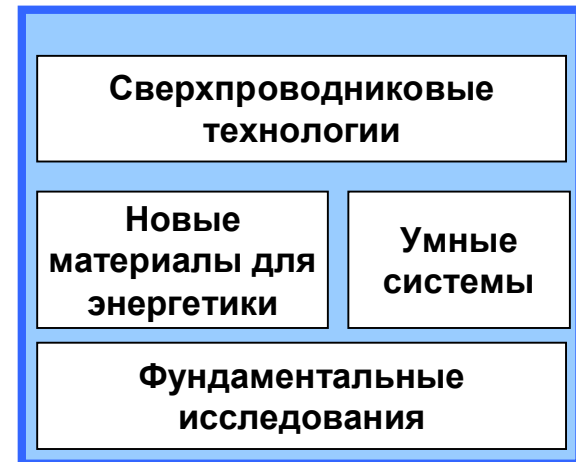 Сверхпроводниковые
технологии
Новые
материалы для
энергетики
Умные
системы
Фундаментальные
исследования